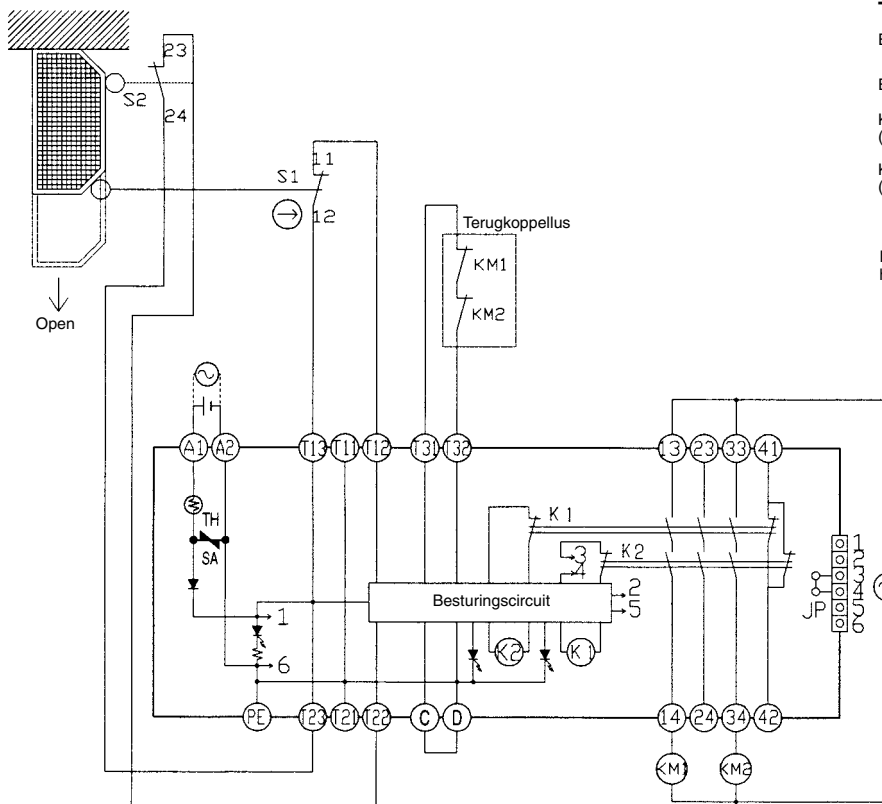 23
E
S2
E
24
K
(
11
S1
K
(
12
Terugkoppellus
KM1
KM2
Open
A1 A2 T13 T11 T12 T31 T32 13 23 33 41
K1
TH
SA
3
4
K2
1
2
3
4
5
6
JP
Besturingscircuit
2
5
1
6
K2
K1
PE T23 T21 T22 C D 14 24 34 42
KM1
KM2